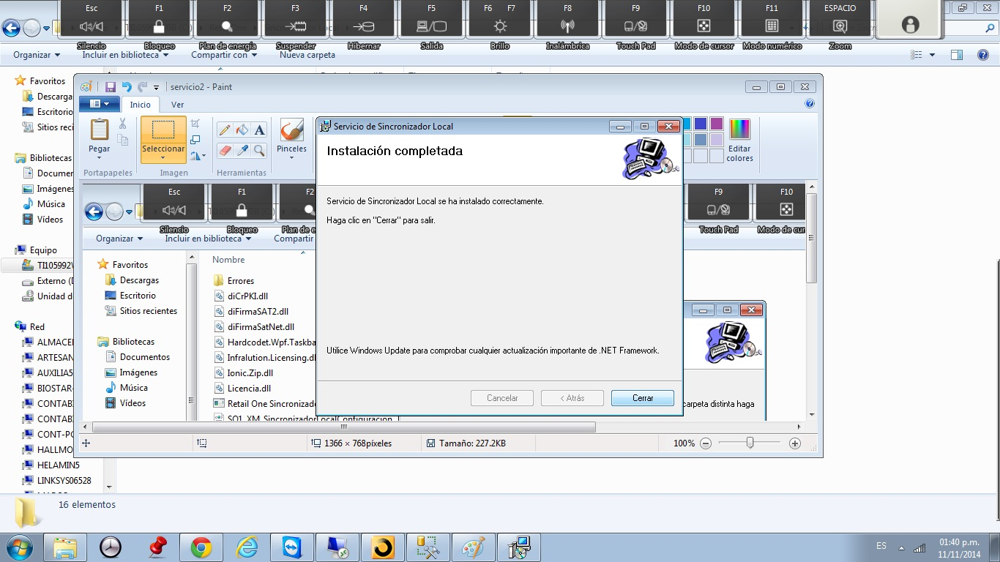 Esc F1 F2 F3 F4 F5 F6 F7 F8 F9 F10 F11 ESPACIO
Silencio Bloqueo Plan de energía Suspender Hibernar Salida Brillo Inalámbrica Touch Pad Modo de cursor Modo numérico Zoom
Organizar Incluir en biblioteca Compartir con Nueva carpeta
Favoritos
Descargas
Escritorio
Sitios reci
Bibliotecas
Documen
Imágenes
Música
Vídeos
Equipo
TI105992
Externo (D
Unidad d
Red
ALMACE
ARTESAN
AUXILIA5
BIOSTAR-
CONTABI
CONTABI
CONT-PC
HALLMO
HELAMIN5
LINKSYS06528
16 elementos
servicio2 - Paint
Inicio Ver
Pegar Seleccionar Pinceles Editar colores
Portapapeles Imagen Herramientas
Esc F1 F2 F9 F10
Silencio Bloqueo Plan de e Touch Pad Modo de cur
Organizar Incluir en biblioteca Compartir
Favoritos
Descargas
Escritorio
Sitios recientes
Bibliotecas
Documentos
Imágenes
Música
Vídeos
Nombre
Errores
diCrPKI.dll
diFirmaSAT2.dll
diFirmaSatNet.dll
Hardcodet.Wpf.Taskba
Infralution.Licensing.dl
Ionic.Zip.dll
Licencia.dll
Retail One Sincronizado
SO1_XM_SincronizadorLocalConfiguracion_I
Servicio de Sincronizador Local
Instalación completada
Servicio de Sincronizador Local se ha instalado correctamente.
Haga clic en "Cerrar" para salir.
Utilice Windows Update para comprobar cualquier actualización importante de .NET Framework.
Cancelar < Atrás Cerrar
carpeta distinta haga
1366 × 768píxeles Tamaño: 227.2KB 100%
ES 01:40 p.m.
11/11/2014